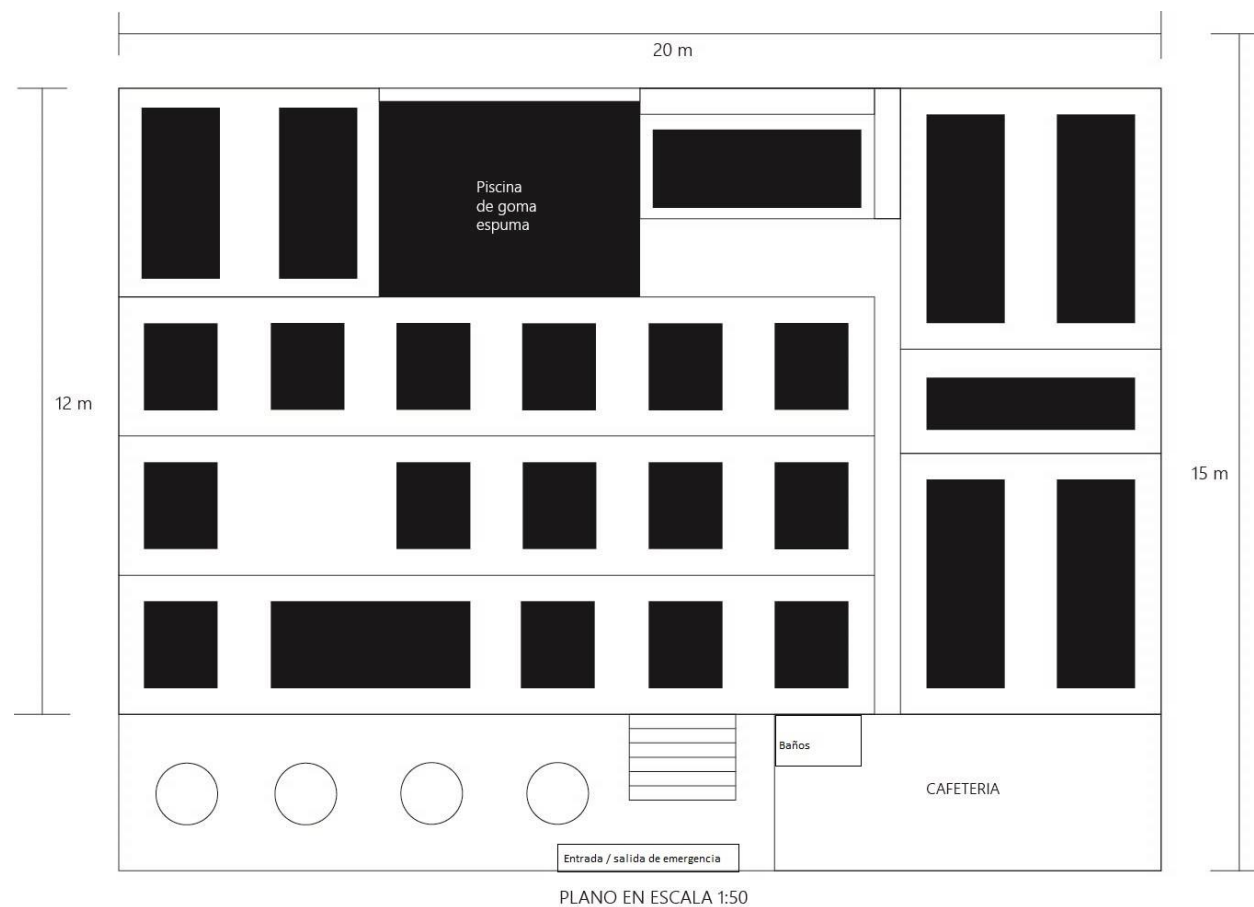 20 m
Piscina
de goma
espuma
12 m
15 m
Baños
CAFETERIA
Entrada / salida de emergencia
PLANO EN ESCALA 1:50